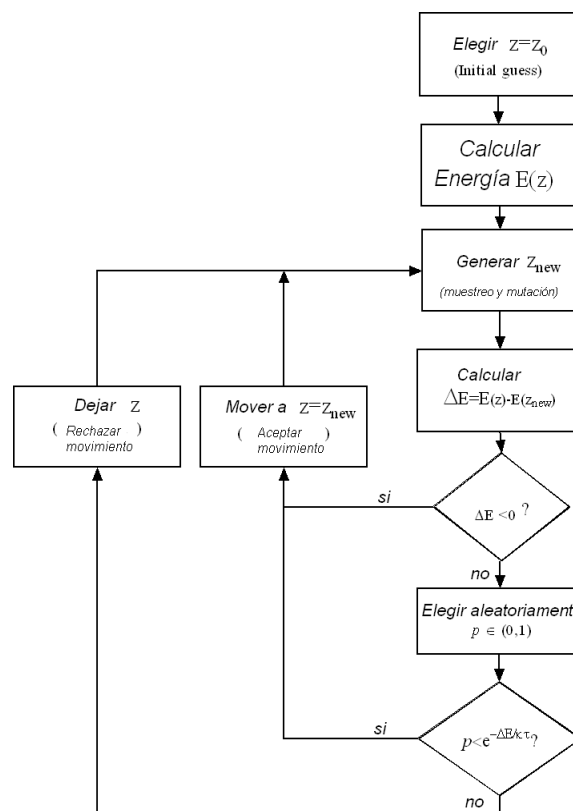 Elegir z=z0
(Initial guess)
Calcular
Energía E(z)
Generar znew
(muestreo y mutación)
Calcular
ΔE=E(z)-E(znew)
Dejar z
( Rechazar )
movimiento
Mover a z=znew
( Aceptar )
movimiento
si
ΔE <0 ?
no
Elegir aleatoriament
p ∈ (0,1)
si
p<e^-ΔE/κτ?
no